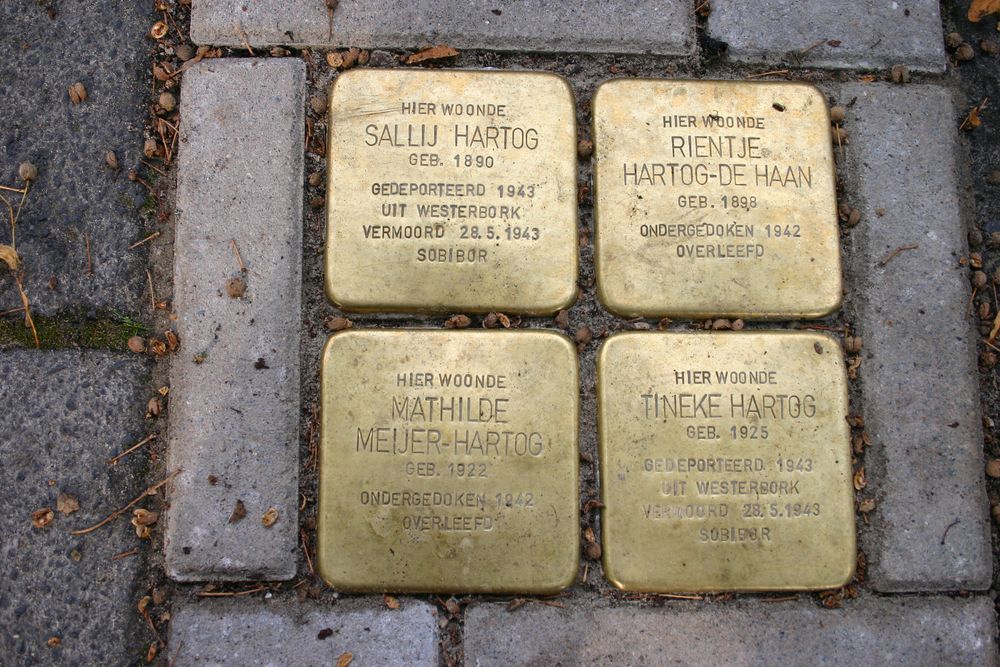 HIER WOONDE
SALLIJ HARTOG
GEB. 1890
GEDEPORTEERD 1943
UIT WESTERBORK
VERMOORD 28.5.1943
SOBIBOR
HIER WOONDE
RIENTJE
HARTOG-DE HAAN
GEB. 1898
ONDERGEDOKEN 1942
OVERLEEFD
HIER WOONDE
MATHILDE
MEIJER-HARTOG
GEB. 1922
ONDERGEDOKEN 1942
OVERLEEFD
HIER WOONDE
TINEKE HARTOG
GEB. 1925
GEDEPORTEERD 1943
UIT WESTERBORK
VERMOORD 28.5.1943
SOBIBOR